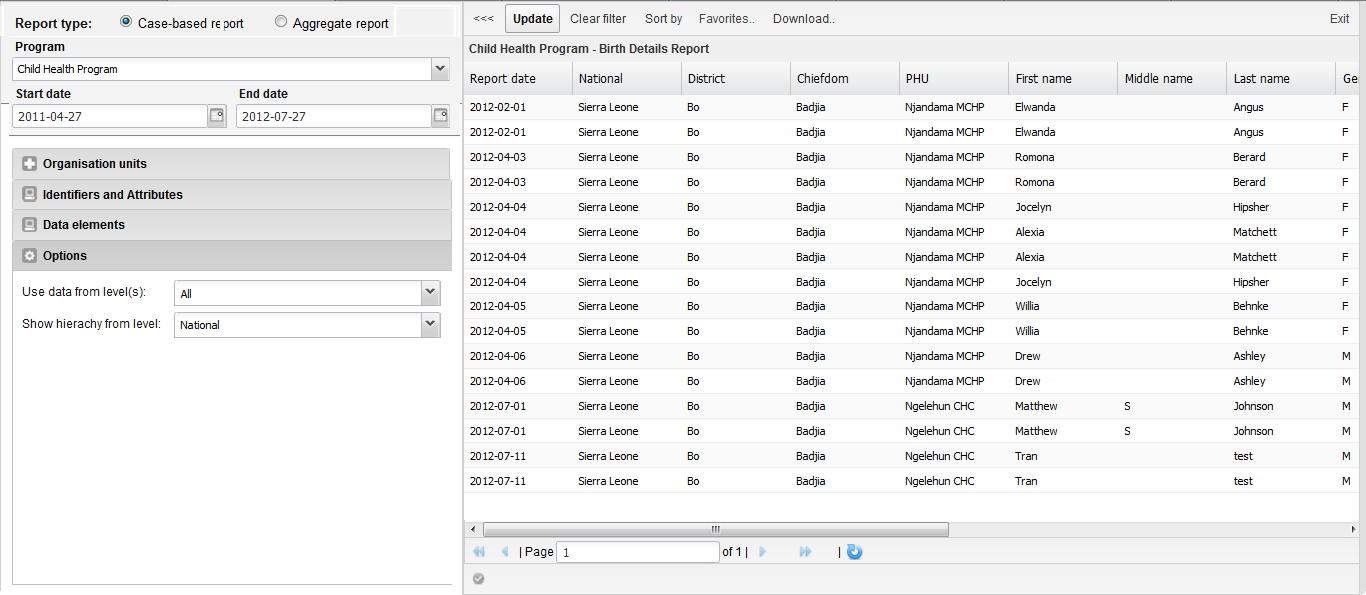 Report type: Case-based report Aggregate report
Program
Child Health Program
Start date End date
2011-04-27 2012-07-27
Organisation units
Identifiers and Attributes
Data elements
Options
Use data from level(s): All
Show hierachy from level: National
<<< Update Clear filter Sort by Favorites.. Download.. Exit
Child Health Program - Birth Details Report
Report date National District Chiefdom PHU First name Middle name Last name Ge
2012-02-01 Sierra Leone Bo Badjia Njandama MCHP Elwanda Angus F
2012-02-01 Sierra Leone Bo Badjia Njandama MCHP Elwanda Angus F
2012-04-03 Sierra Leone Bo Badjia Njandama MCHP Romona Berard F
2012-04-03 Sierra Leone Bo Badjia Njandama MCHP Romona Berard F
2012-04-04 Sierra Leone Bo Badjia Njandama MCHP Jocelyn Hipsher F
2012-04-04 Sierra Leone Bo Badjia Njandama MCHP Alexia Matchett F
2012-04-04 Sierra Leone Bo Badjia Njandama MCHP Alexia Matchett F
2012-04-04 Sierra Leone Bo Badjia Njandama MCHP Jocelyn Hipsher F
2012-04-05 Sierra Leone Bo Badjia Njandama MCHP Willia Behnke F
2012-04-05 Sierra Leone Bo Badjia Njandama MCHP Willia Behnke F
2012-04-06 Sierra Leone Bo Badjia Njandama MCHP Drew Ashley M
2012-04-06 Sierra Leone Bo Badjia Njandama MCHP Drew Ashley M
2012-07-01 Sierra Leone Bo Badjia Ngelehun CHC Matthew S Johnson M
2012-07-01 Sierra Leone Bo Badjia Ngelehun CHC Matthew S Johnson M
2012-07-11 Sierra Leone Bo Badjia Ngelehun CHC Tran test M
2012-07-11 Sierra Leone Bo Badjia Ngelehun CHC Tran test M
| Page 1 of 1 | |